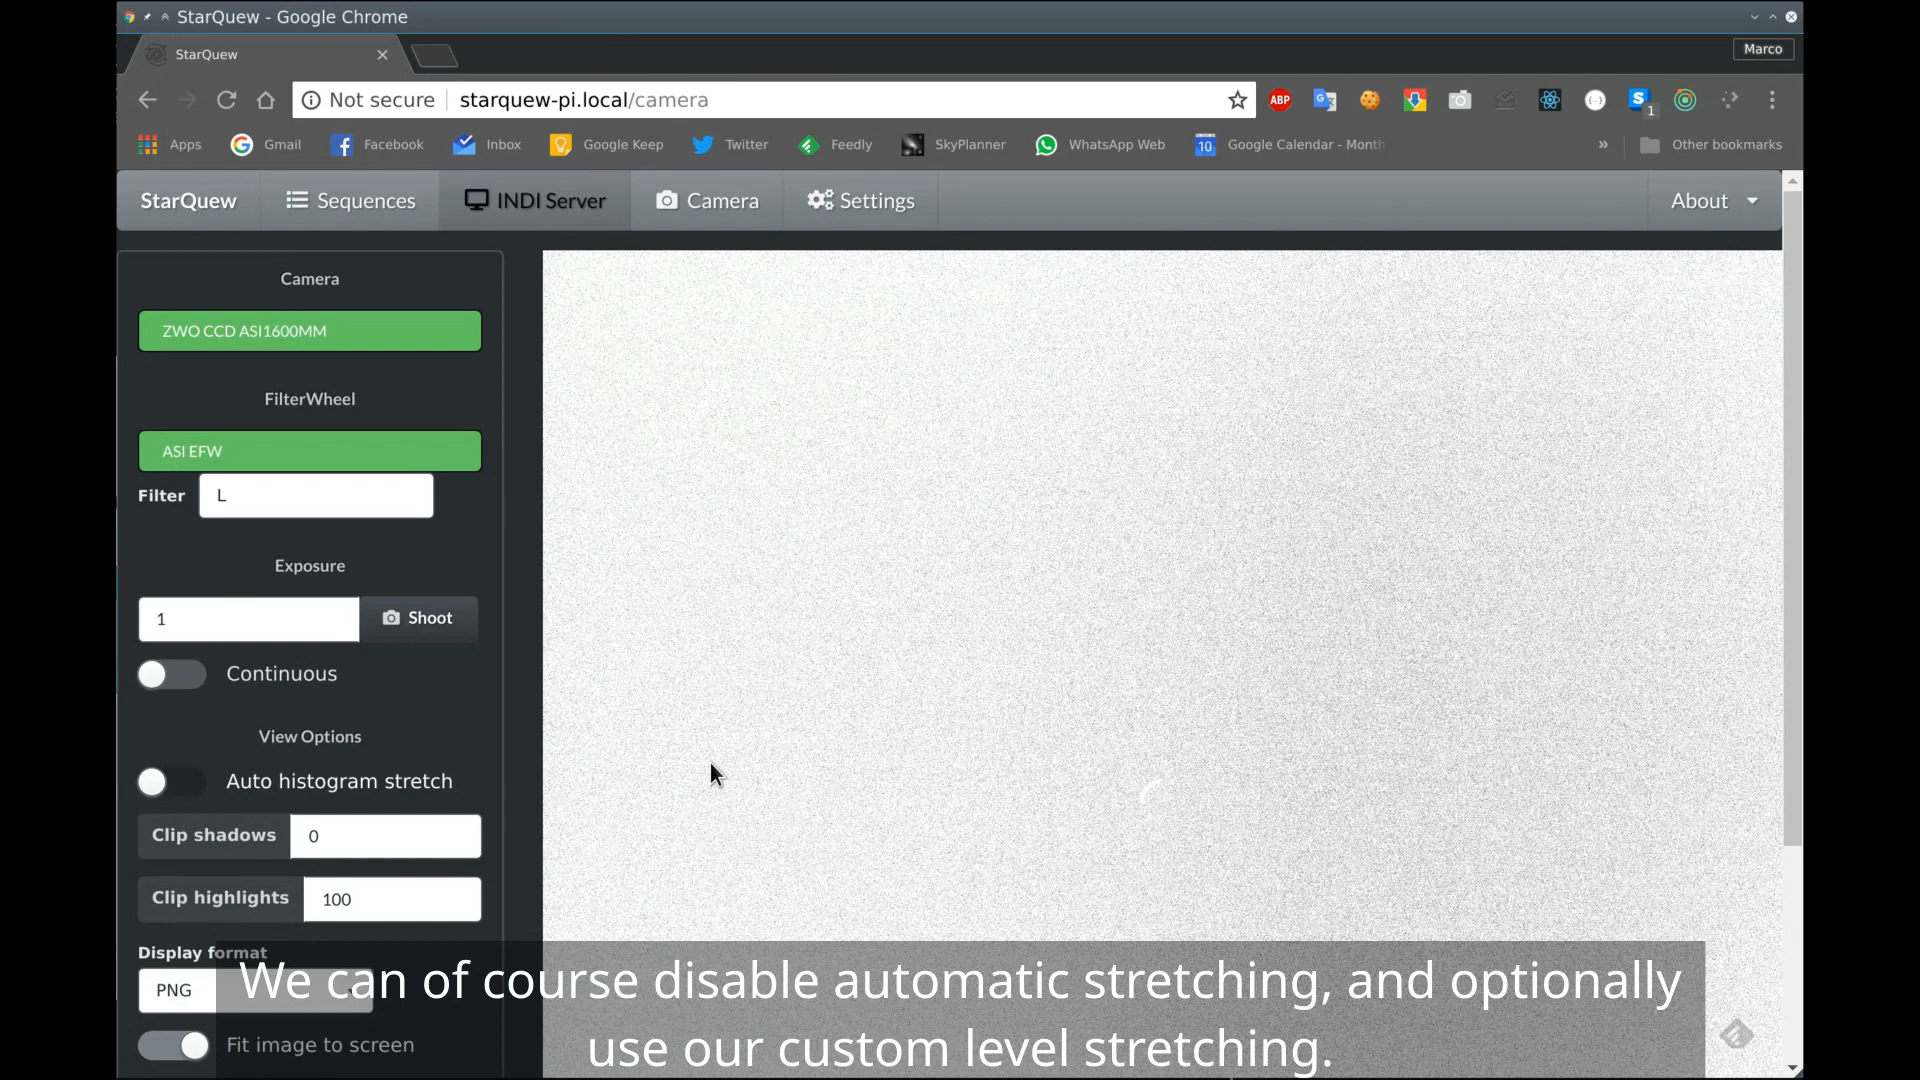 StarQuew - Google Chrome
StarQuew
Marco
Not secure starquew-pi.local/camera
ABP
1
Apps Gmail Facebook Inbox Google Keep Twitter Feedly SkyPlanner WhatsApp Web 10 Google Calendar - Month » Other bookmarks
StarQuew Sequences INDI Server Camera Settings About
Camera
ZWO CCD ASI1600MM
FilterWheel
ASI EFW
Filter L
Exposure
1 Shoot
Continuous
View Options
Auto histogram stretch
Clip shadows 0
Clip highlights 100
Display format
PNG
Fit image to screen
We can of course disable automatic stretching, and optionally
use our custom level stretching.